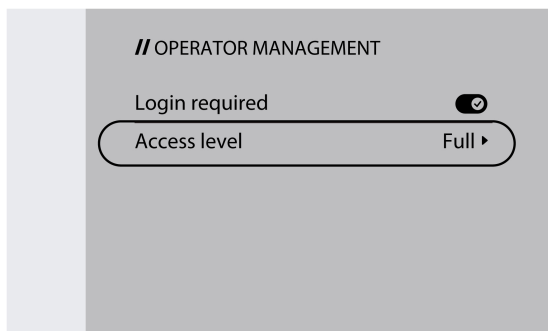 // OPERATOR MANAGEMENT
Login required
Access level Full